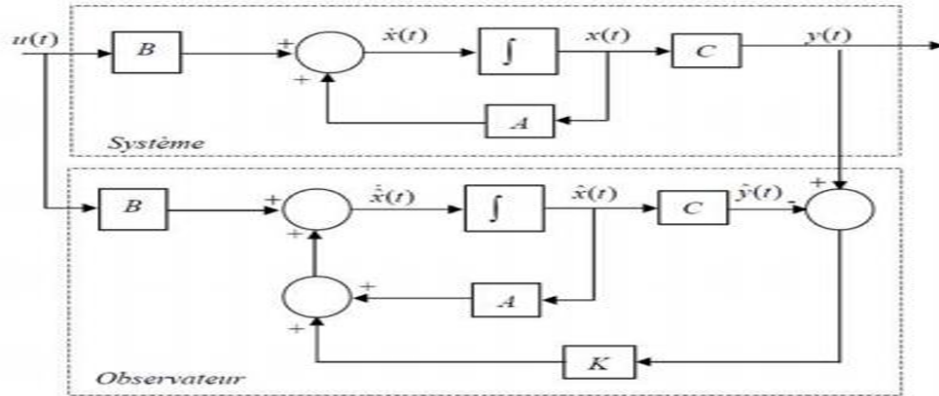 u(t)
B
+
ẋ(t)
∫
x(t)
C
y(t)
+
A
Système
B
+
x̂̇(t)
∫
x̂(t)
C
ŷ(t)
-
+
+
A
+
+
K
Observateur